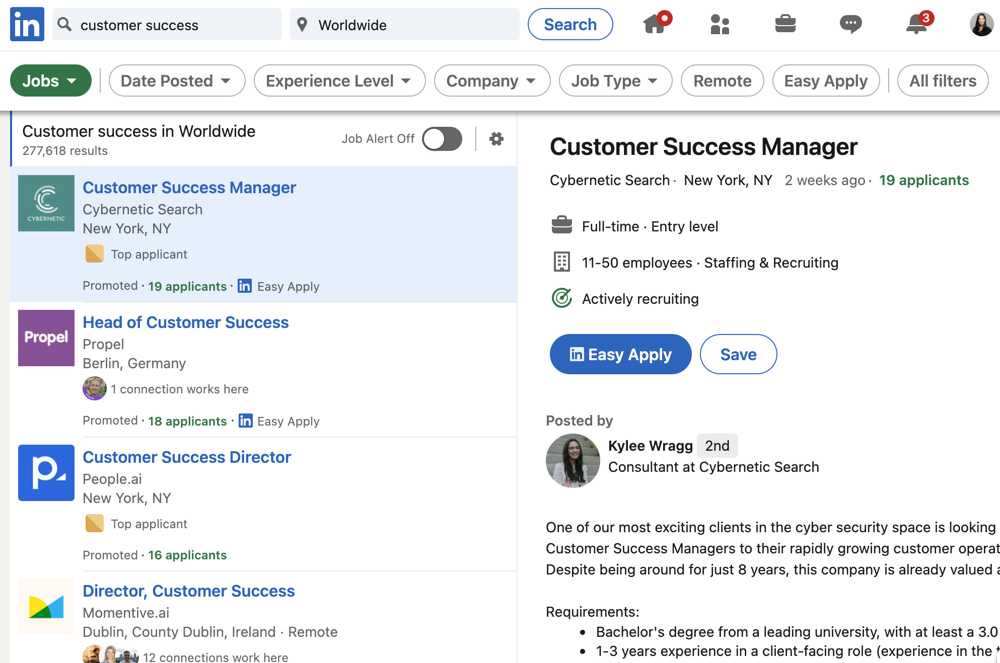 in customer success Worldwide Search 3
Jobs Date Posted Experience Level Company Job Type Remote Easy Apply All filters
Customer success in Worldwide
277,618 results
Job Alert Off
Customer Success Manager
CYBERNETIC
Cybernetic Search
New York, NY
Top applicant
Promoted · 19 applicants · in Easy Apply
Head of Customer Success
Propel
Propel
Berlin, Germany
1 connection works here
Promoted · 18 applicants · in Easy Apply
Customer Success Director
p.
People.ai
New York, NY
Top applicant
Promoted · 16 applicants
Director, Customer Success
Momentive.ai
Dublin, County Dublin, Ireland · Remote
12 connections work here
Customer Success Manager
Cybernetic Search · New York, NY 2 weeks ago · 19 applicants
Full-time · Entry level
11-50 employees · Staffing & Recruiting
Actively recruiting
in Easy Apply Save
Posted by
Kylee Wragg 2nd
Consultant at Cybernetic Search
One of our most exciting clients in the cyber security space is looking
Customer Success Managers to their rapidly growing customer operat
Despite being around for just 8 years, this company is already valued
Requirements:
• Bachelor's degree from a leading university, with at least a 3.0
• 1-3 years experience in a client-facing role (experience in the